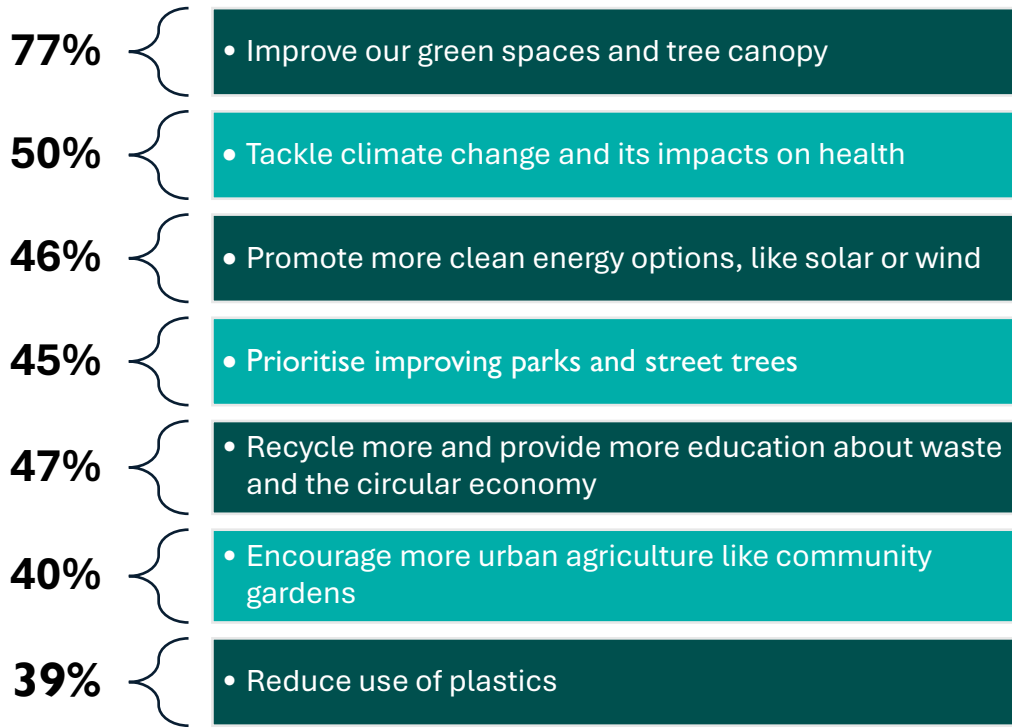 77%
• Improve our green spaces and tree canopy
50%
• Tackle climate change and its impacts on health
46%
• Promote more clean energy options, like solar or wind
45%
• Prioritise improving parks and street trees
47%
• Recycle more and provide more education about waste
and the circular economy
40%
• Encourage more urban agriculture like community
gardens
39%
• Reduce use of plastics